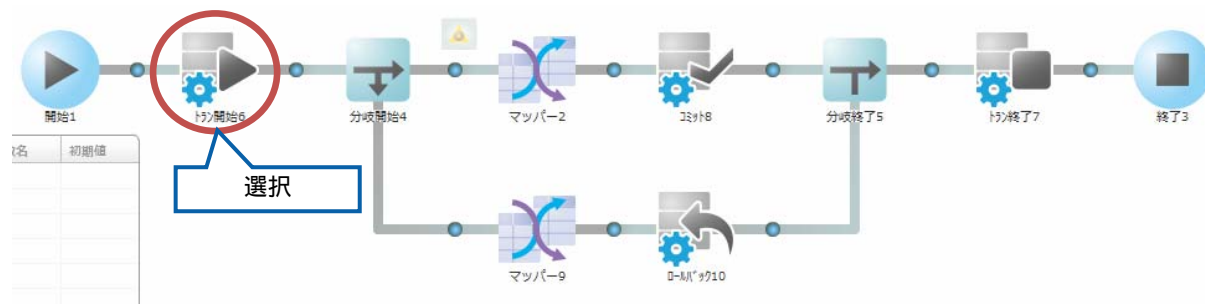 開始1
トラン開始6
分岐開始4
マッパー2
コミット8
分岐終了5
トラン終了7
終了3
数名
初期値
選択
マッパー9
ロールバック10